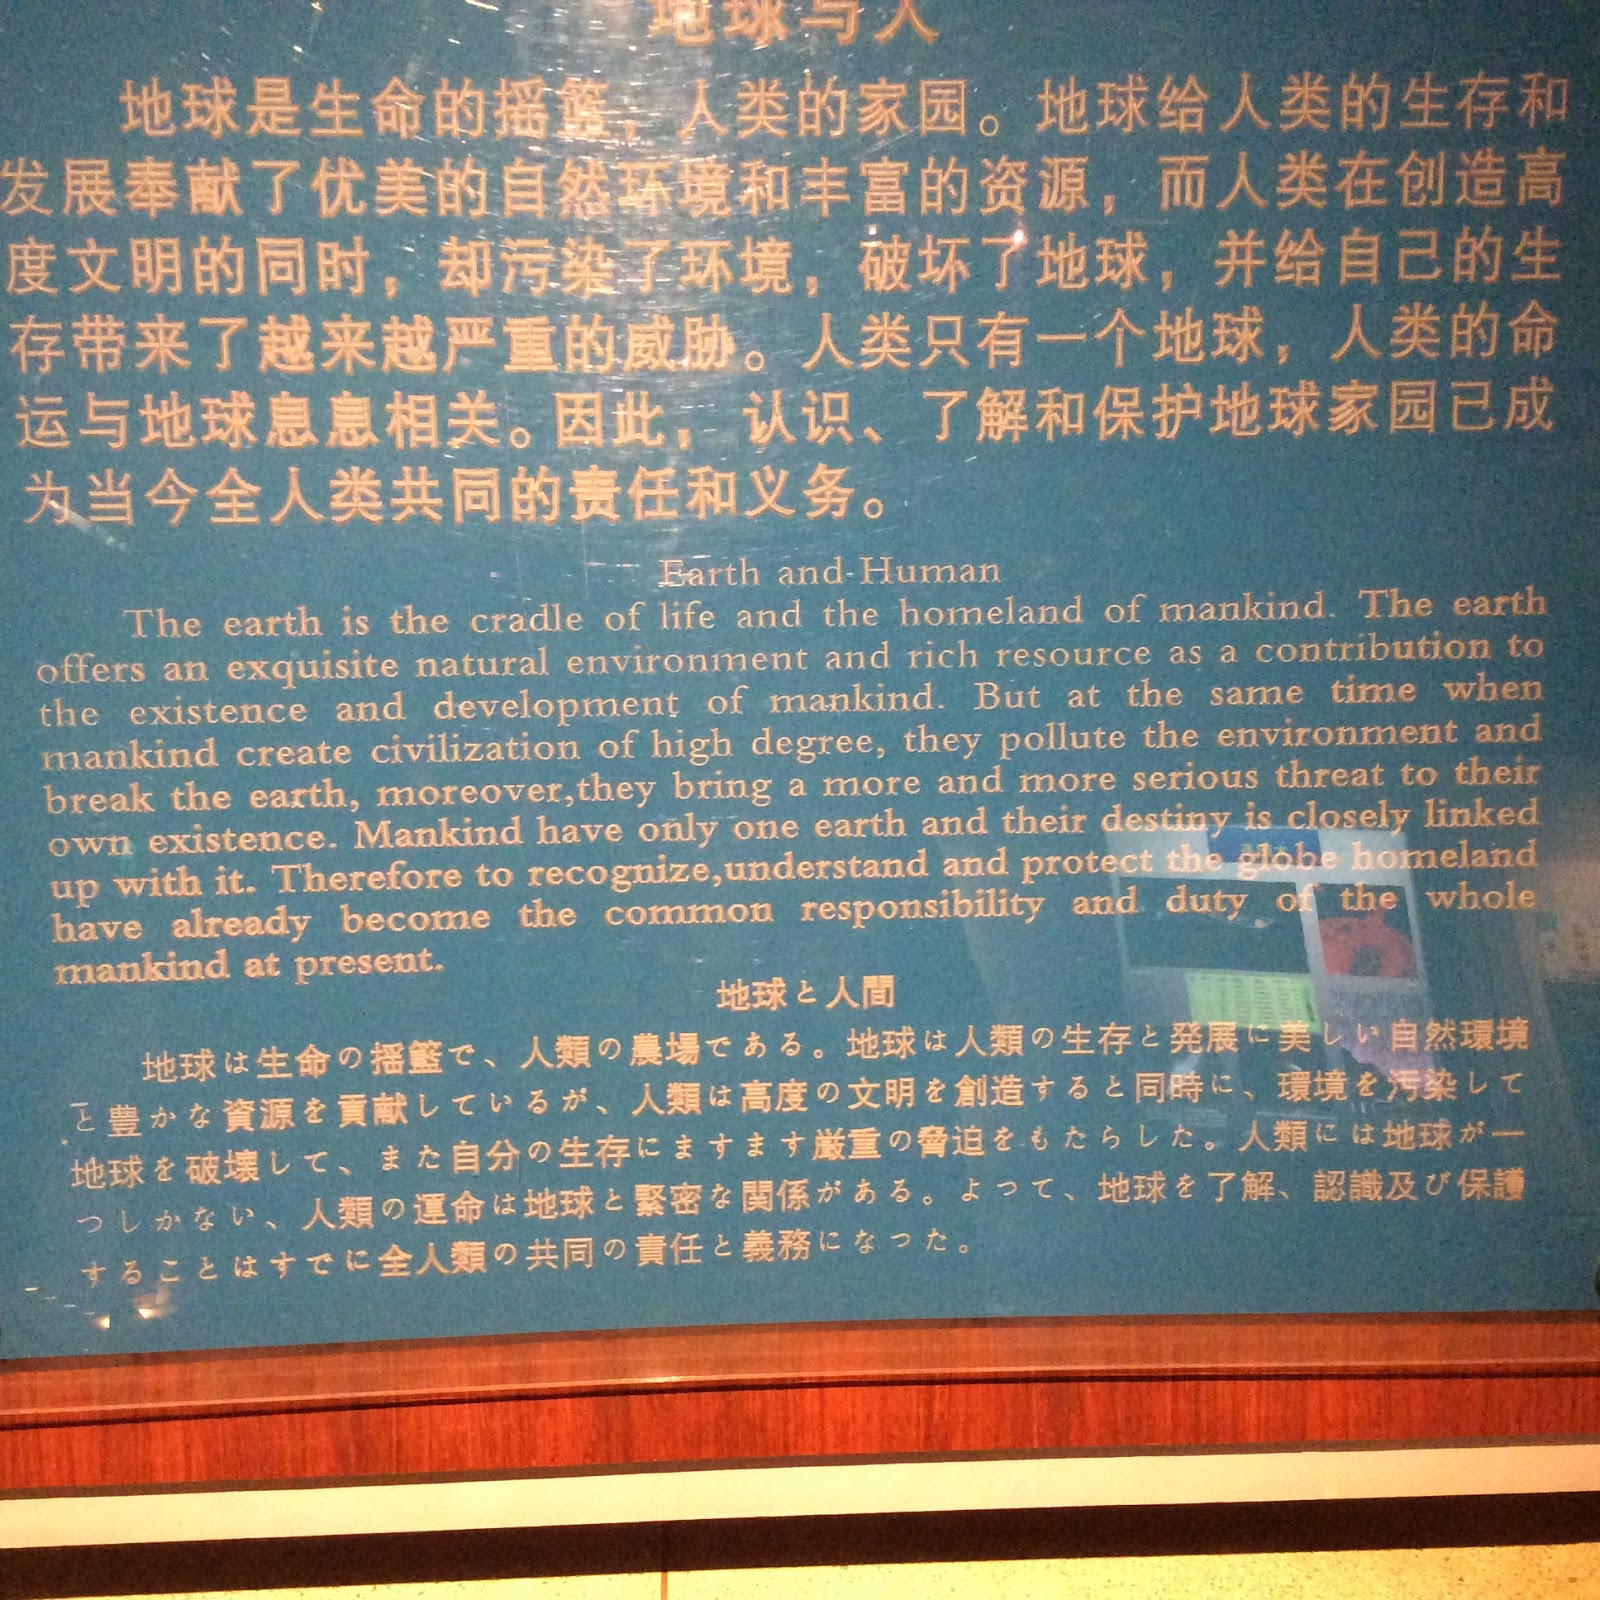 地球与人
地球是生命的摇篮，人类的家园。地球给人类的生存和
发展奉献了优美的自然环境和丰富的资源，而人类在创造高
度文明的同时，却污染了环境，破坏了地球，并给自己的生
存带来了越来越严重的威胁。人类只有一个地球，人类的命
运与地球息息相关。因此，认识、了解和保护地球家园已成
为当今全人类共同的责任和义务。
Earth and Human
The earth is the cradle of life and the homeland of mankind. The earth
offers an exquisite natural environment and rich resource as a contribution to
the existence and development of mankind. But at the same time when
mankind create civilization of high degree, they pollute the environment and
break the earth, moreover,they bring a more and more serious threat to their
own existence. Mankind have only one earth and their destiny is closely linked
up with it. Therefore to recognize,understand and protect the globe homeland
have already become the common responsibility and duty of the whole
mankind at present.
地球と人間
地球は生命の揺籃で、人類の農場である。地球は人類の生存と発展に美しい自然環境
と豊かな資源を貢献しているが、人類は高度の文明を創造すると同時に、環境を汚染して
地球を破壊して、また自分の生存にますます厳重の脅迫をもたらした。人類には地球が一
つしかない、人類の運命は地球と緊密な関係がある。よって、地球を了解、認識及び保護
することはすでに全人類の共同の責任と義務になった。